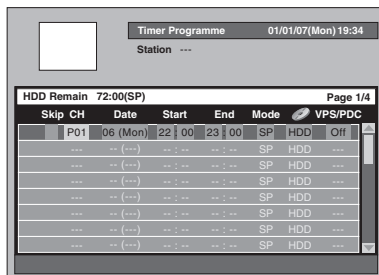 Timer Programme 01/01/07(Mon) 19:34
Station ---
HDD Remain 72:00(SP) Page 1/4
Skip CH Date Start End Mode VPS/PDC
P01 06 (Mon) 22 : 00 23 : 00 SP HDD Off
--- -- (---) -- : -- -- : -- SP HDD ---
--- -- (---) -- : -- -- : -- SP HDD ---
--- -- (---) -- : -- -- : -- SP HDD ---
--- -- (---) -- : -- -- : -- SP HDD ---
--- -- (---) -- : -- -- : -- SP HDD ---
--- -- (---) -- : -- -- : -- SP HDD ---
--- -- (---) -- : -- -- : -- SP HDD ---